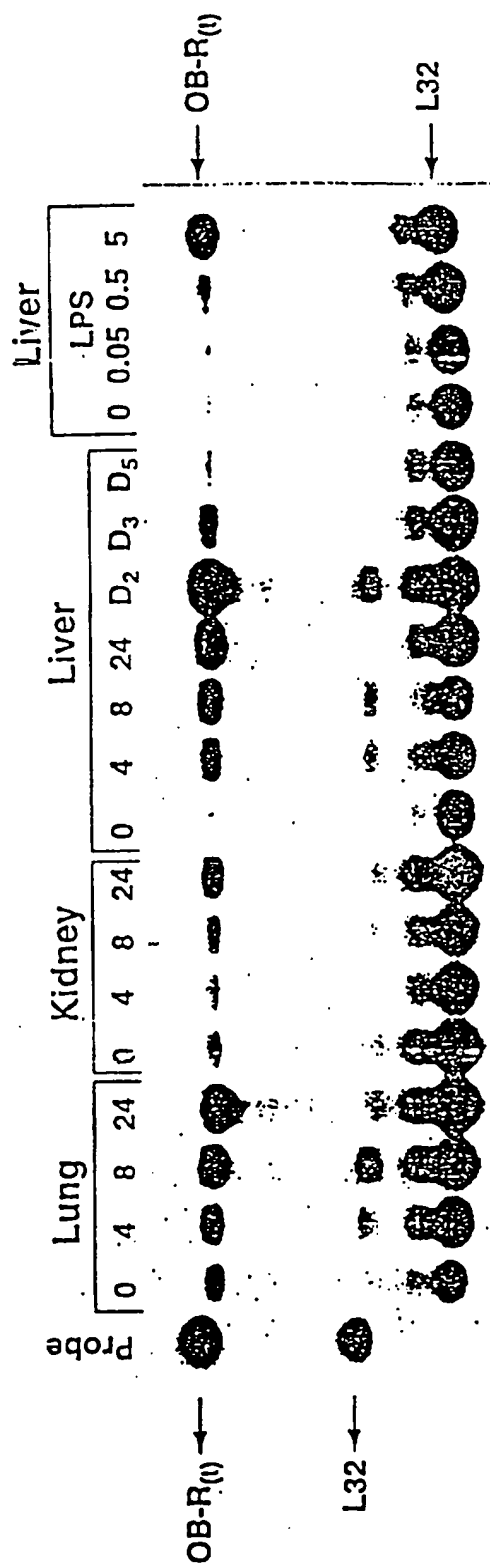 Lung Kidney Liver Liver
LPS
Probe 0 4 8 24 0 4 8 24 0 4 8 24 D2 D3 D5 0 0.05 0.5 5
OB-R(l) OB-R(l)
L32 L32